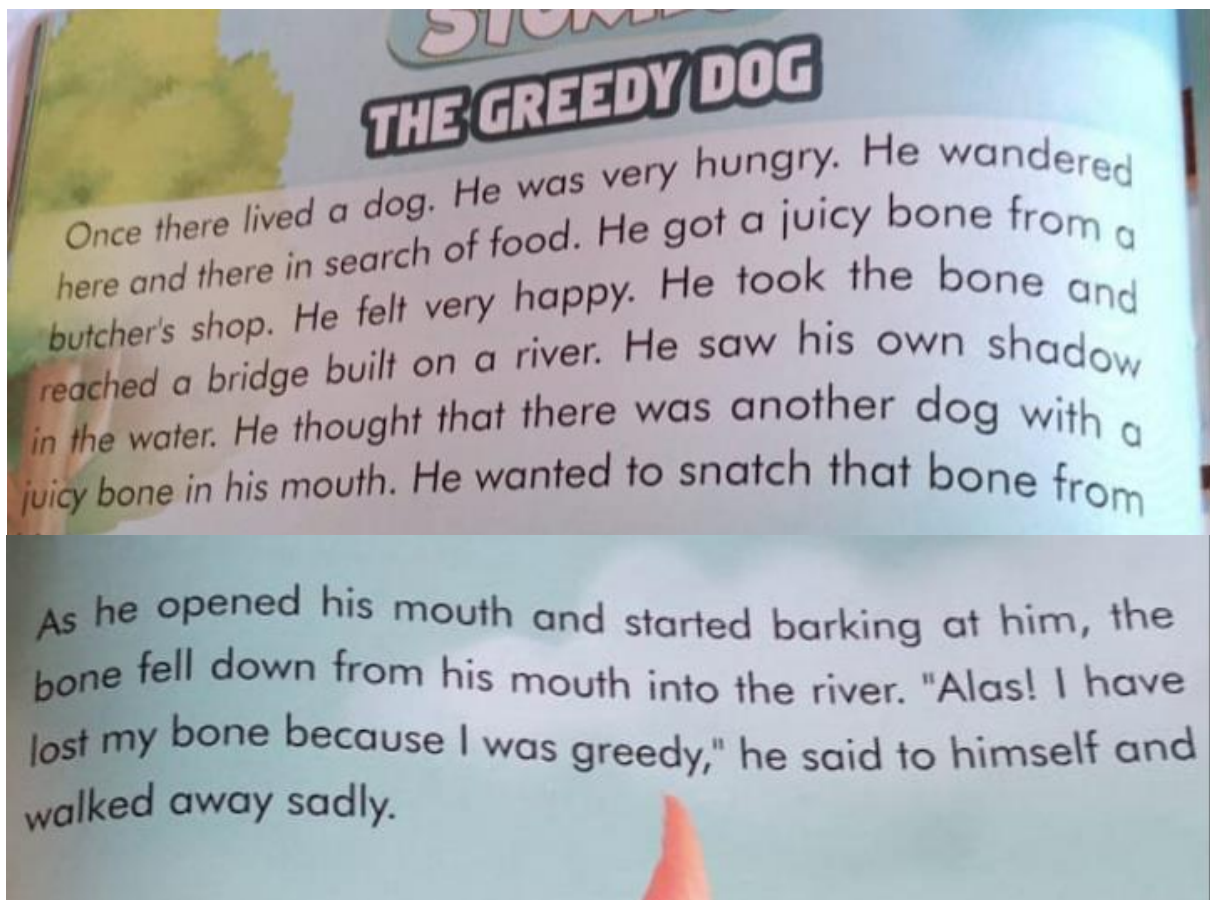 THE GREEDY DOG
Once there lived a dog. He was very hungry. He wandered
here and there in search of food. He got a juicy bone from a
butcher's shop. He felt very happy. He took the bone and
reached a bridge built on a river. He saw his own shadow
in the water. He thought that there was another dog with a
juicy bone in his mouth. He wanted to snatch that bone from
As he opened his mouth and started barking at him, the
bone fell down from his mouth into the river. "Alas! I have
lost my bone because I was greedy," he said to himself and
walked away sadly.